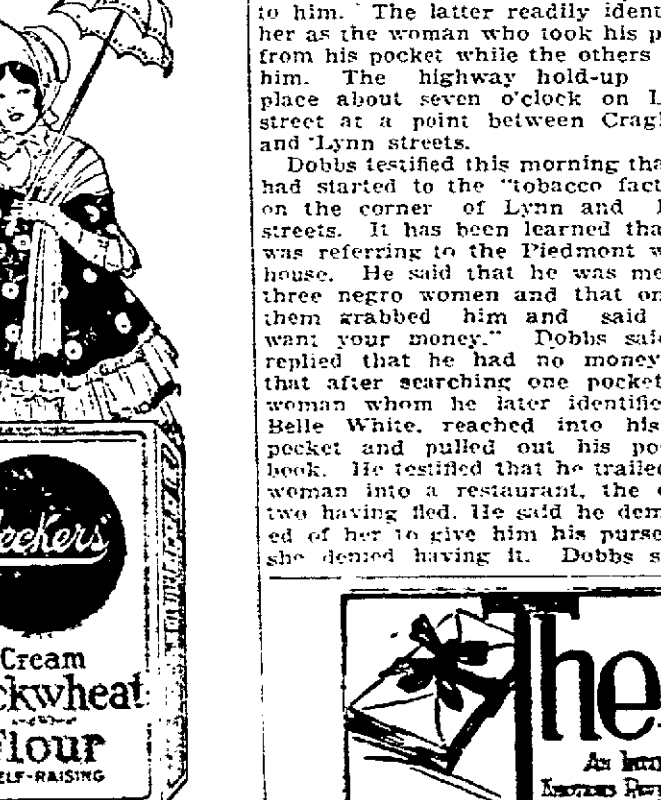 to him. The latter readily ident
her as the woman who took his p
from his pocket while the others
him. The highway hold-up
place about seven o'clock on L
street at a point between Crag
and Lynn streets.
Dobbs testified this morning tha
had started to the "tobacco fact
on the corner of Lynn and
streets. It has been learned tha
was referring to the Piedmont w
house. He said that he was me
three negro women and that on
them grabbed him and said
want your money." Dobbs said
replied that he had no money
that after searching one pocket
woman whom he later identifie
Belle White, reached into his
pocket and pulled out his po
book. He testified that he trailed
woman into a restaurant, the
two having fled. He said he dem
ed of her to give him his purse
she denied having it. Dobbs s
eckers
Cream
ckwheat
Flour
ELF-RAISING
he
An